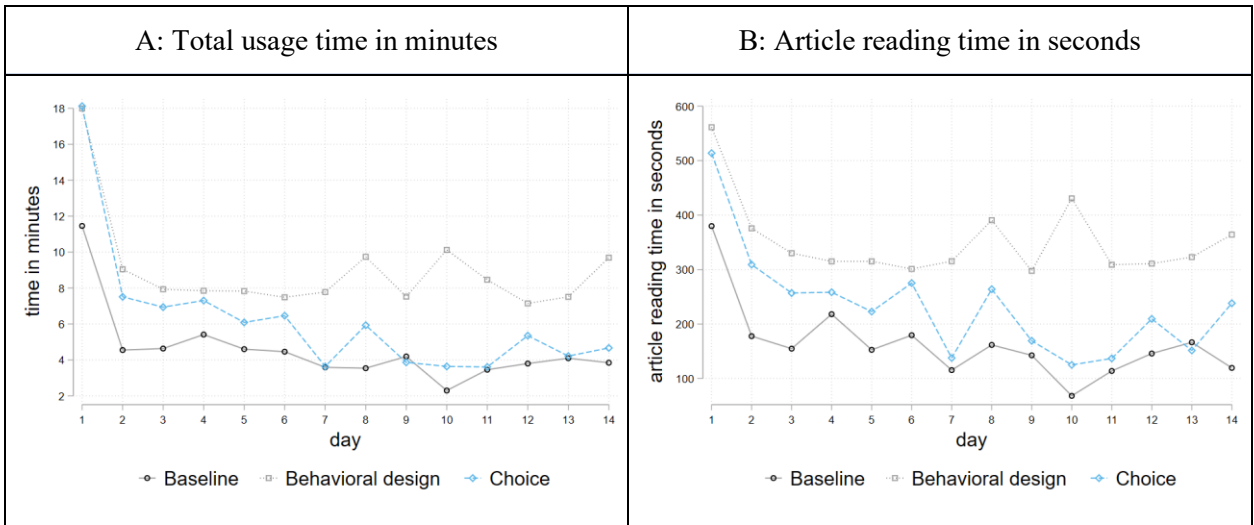 A: Total usage time in minutes
B: Article reading time in seconds
time in minutes
18
16
14
12
10
8
6
4
2
1 2 3 4 5 6 7 8 9 10 11 12 13 14
day
Baseline Behavioral design Choice
article reading time in seconds
600
500
400
300
200
100
1 2 3 4 5 6 7 8 9 10 11 12 13 14
day
Baseline Behavioral design Choice